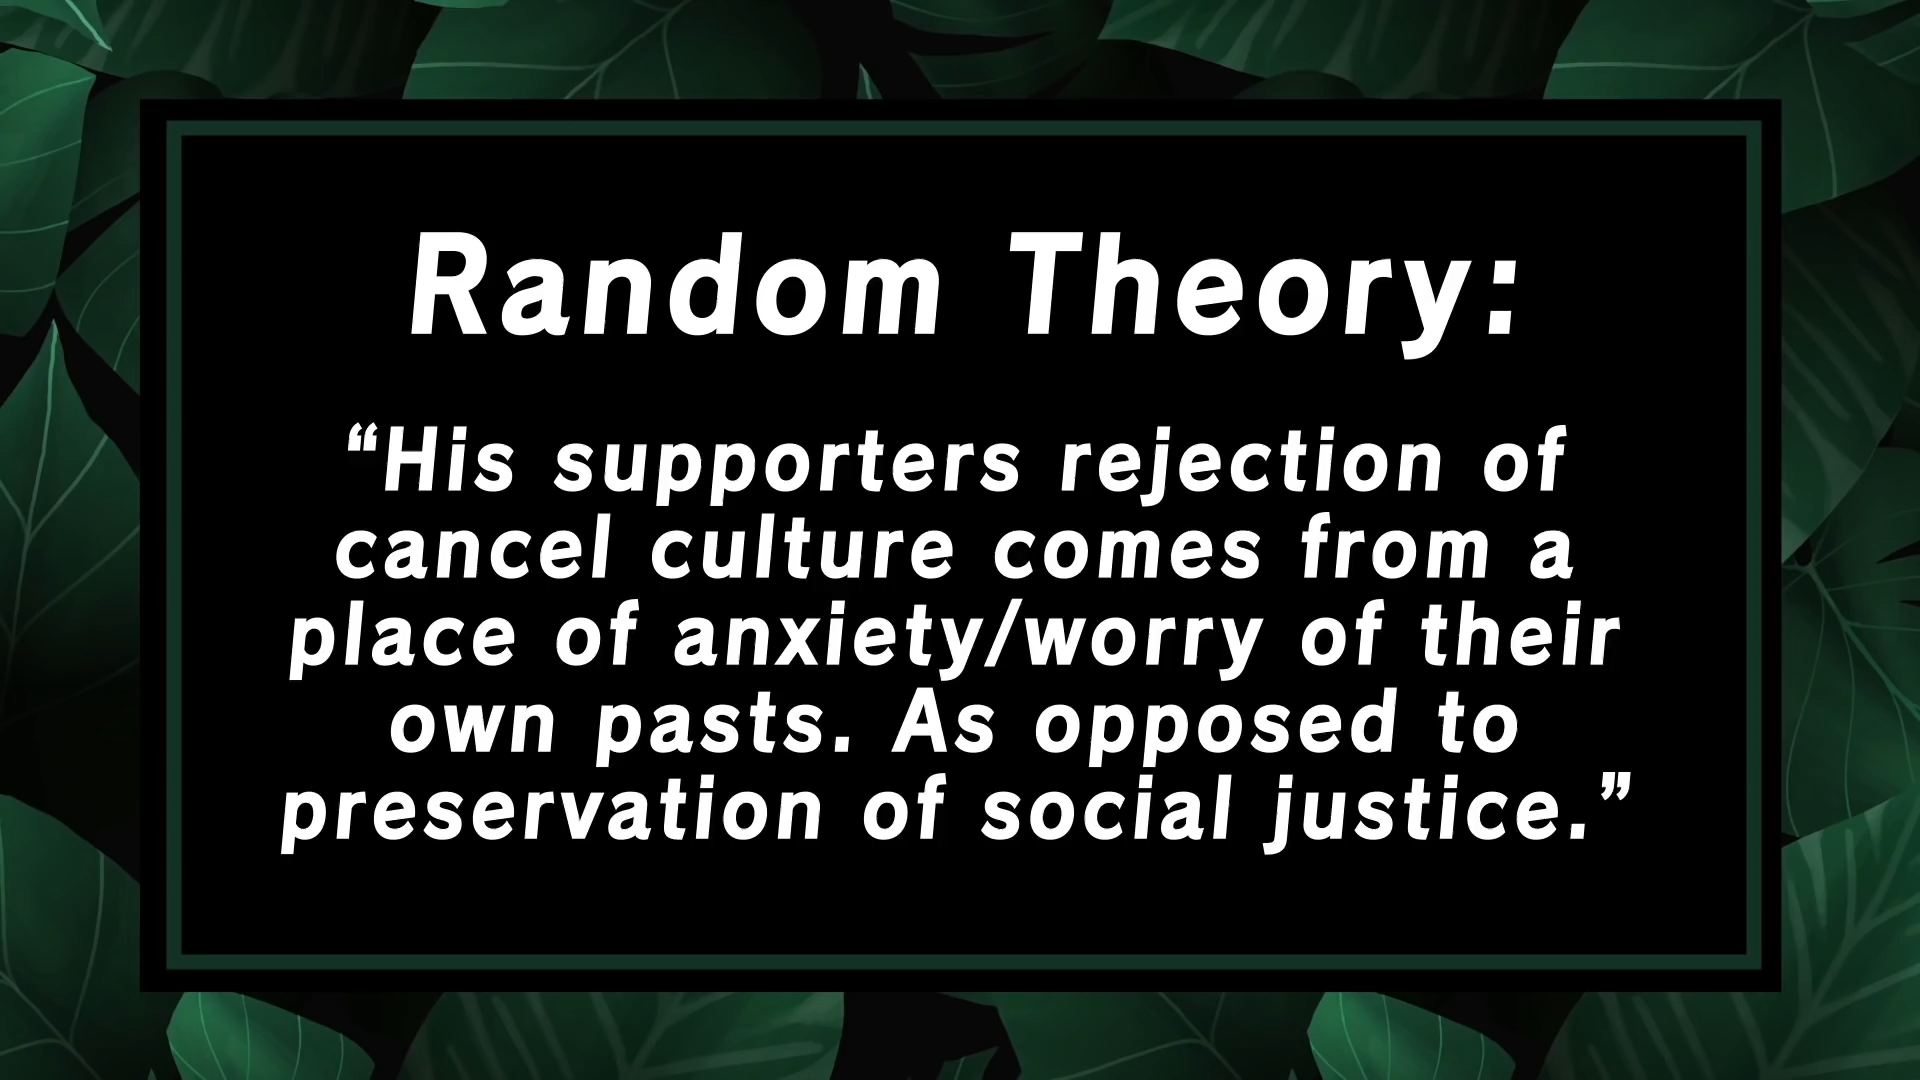 Random Theory:
“His supporters rejection of
cancel culture comes from a
place of anxiety/worry of their
own pasts. As opposed to
preservation of social justice.”